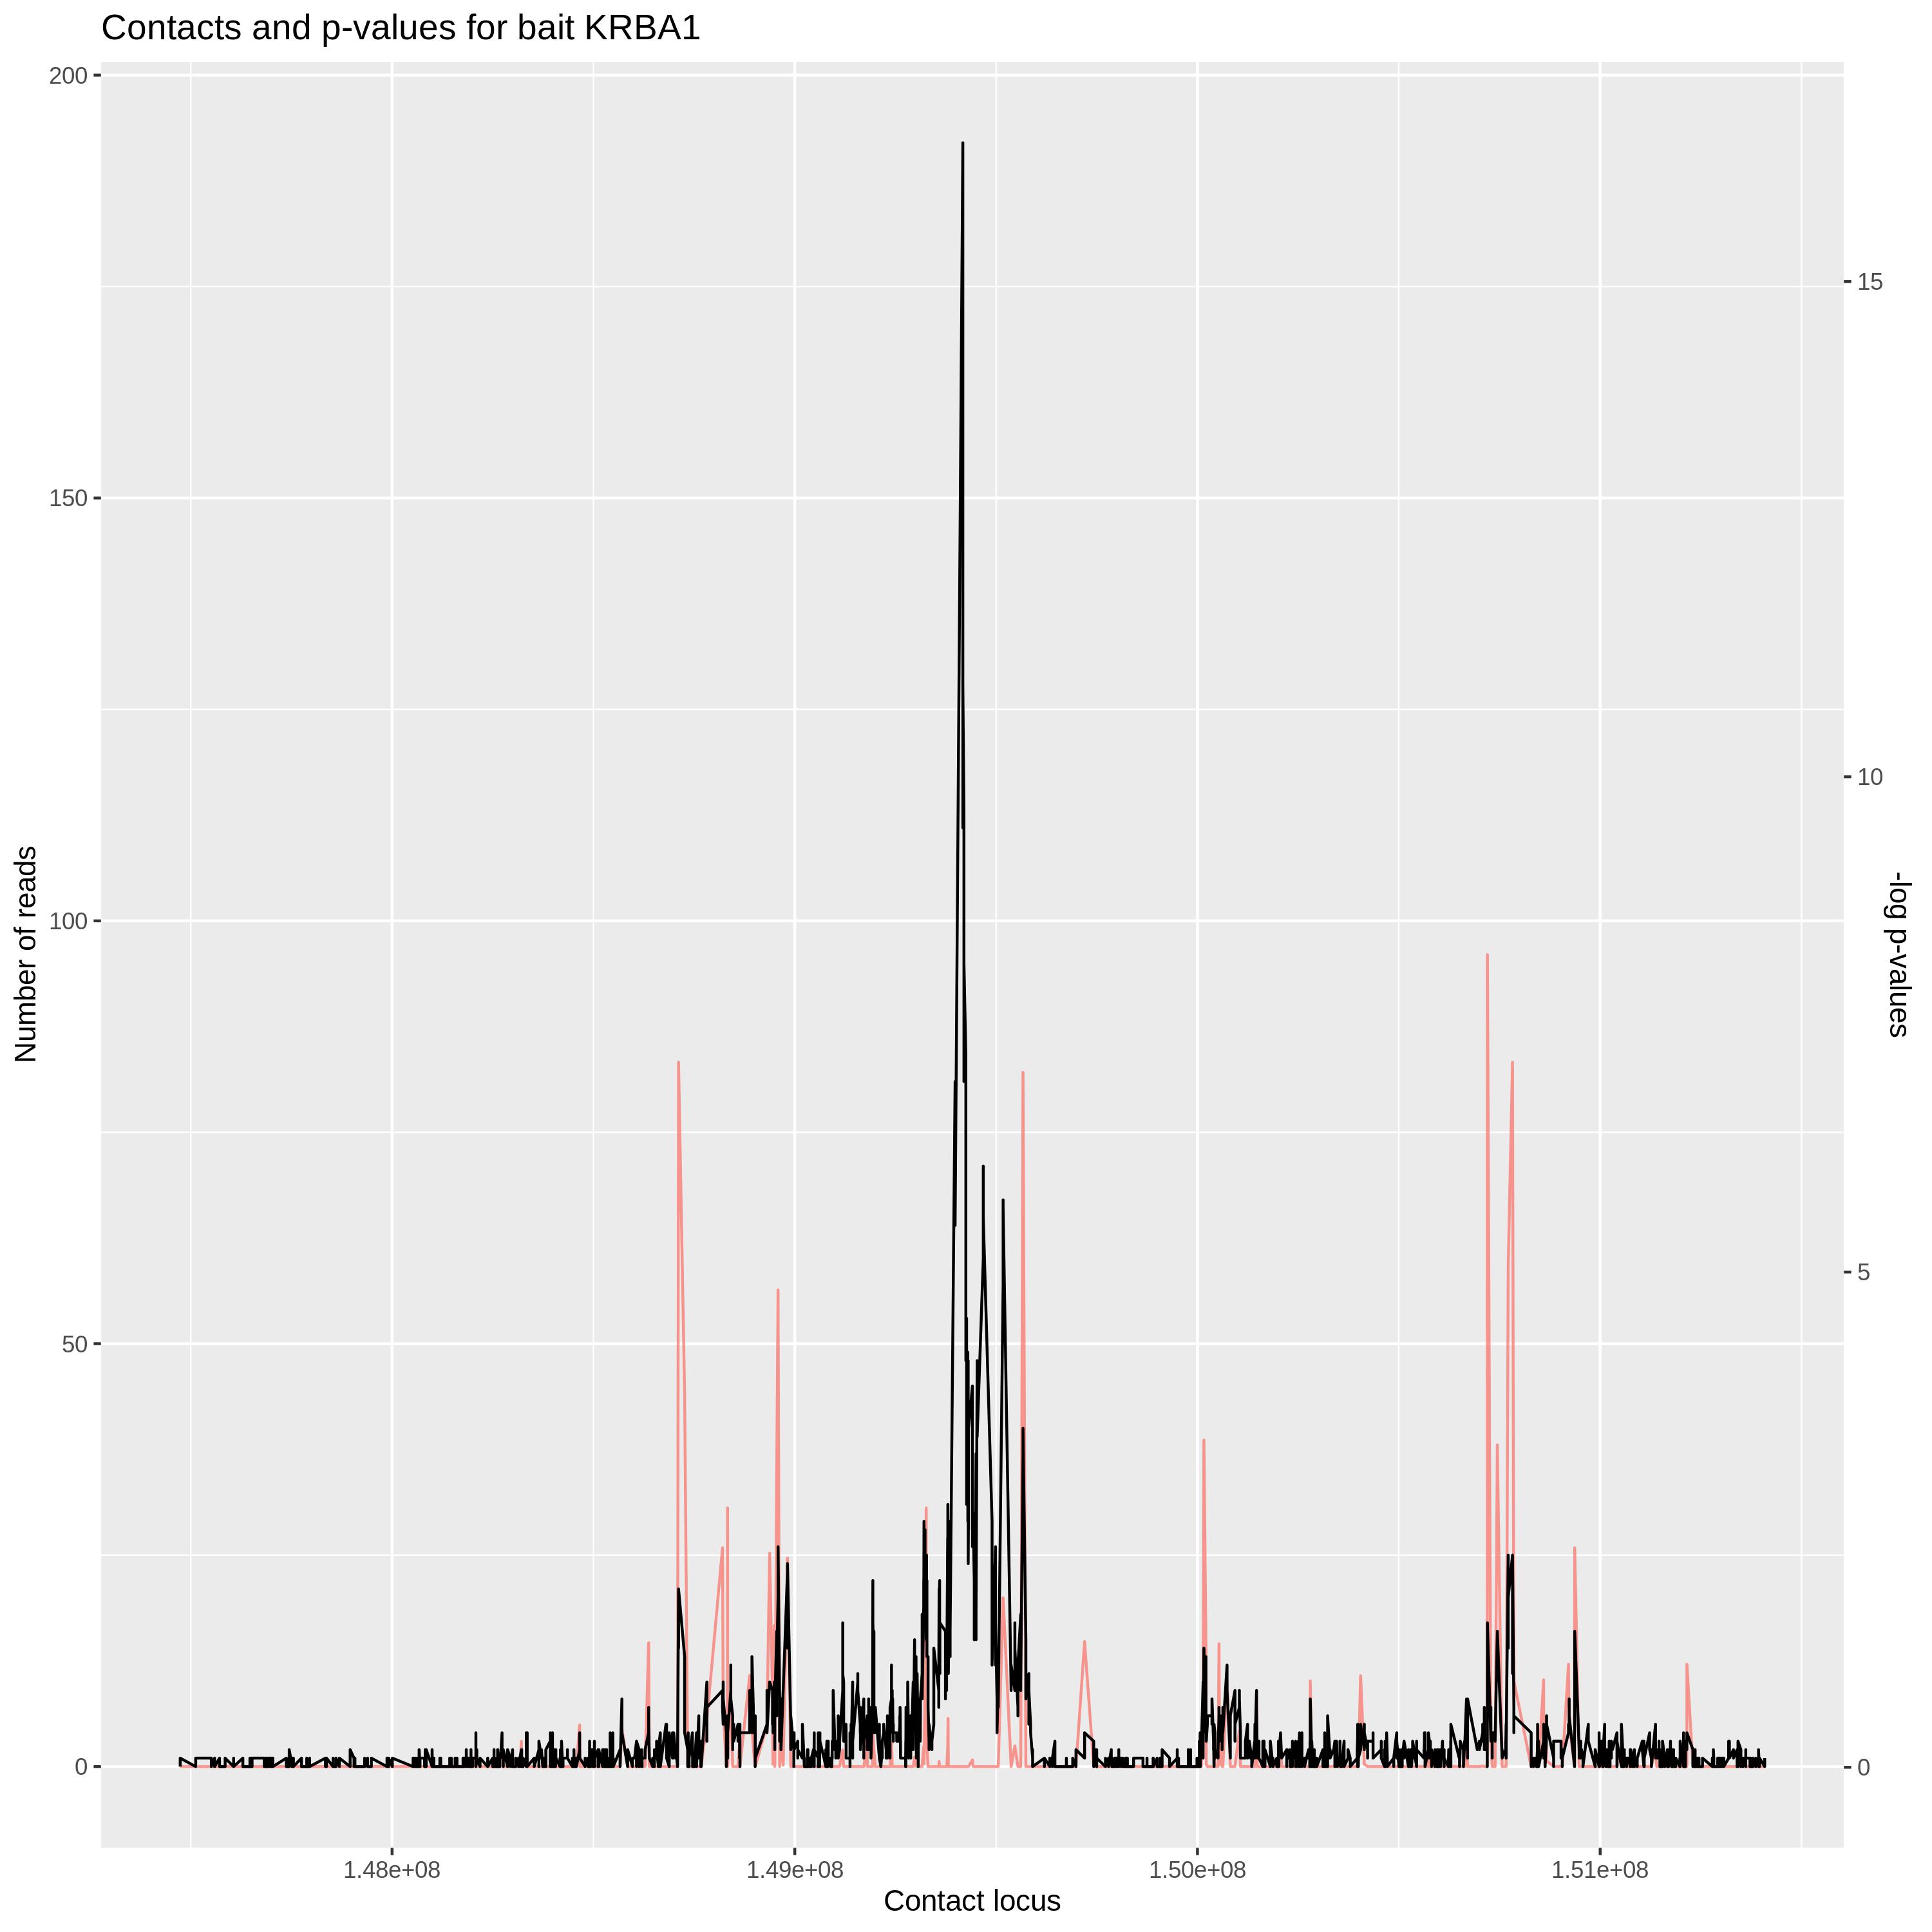 Contacts and p-values for bait KRBA1
200
150
100
50
0
Number of reads
15
10
5
0
-log p-values
1.48e+08
1.49e+08
1.50e+08
1.51e+08
Contact locus